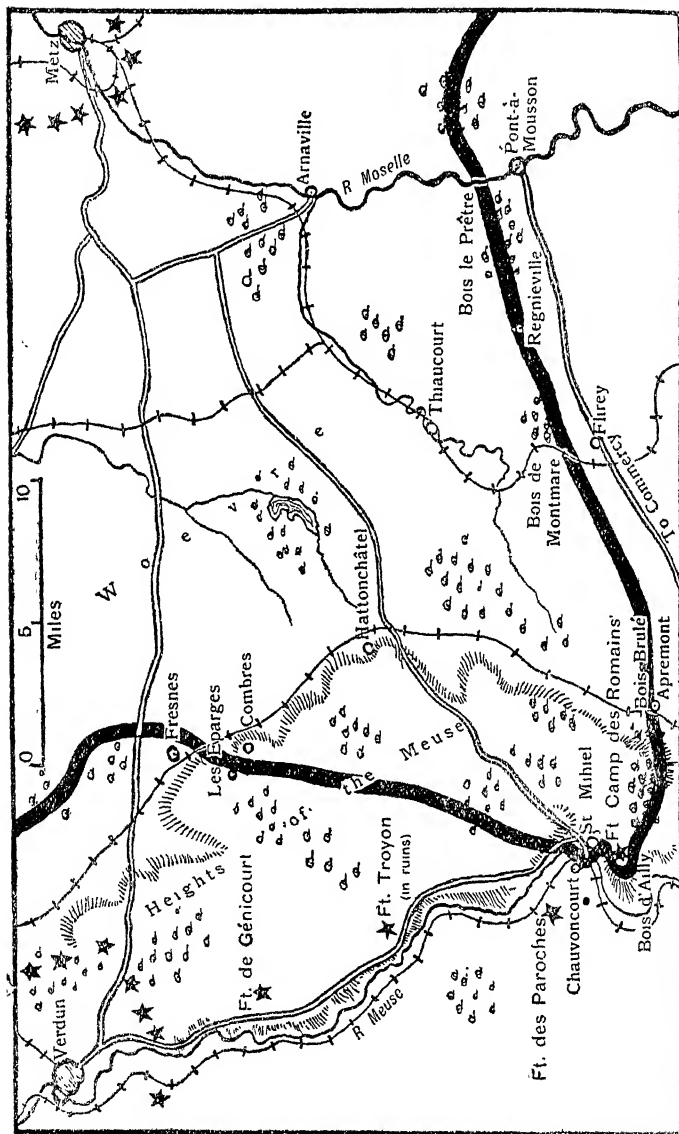 Metz
Verdun
Miles
0 5 10
W o e v r e
Arnaville
R Moselle
Pont-à-
Mousson
Bois le Prêtre
Regnièville
Thiaucourt
Bois de
Montmare
Flirey
To Commercy
Hattonchâtel
Fresnes
Les Eparges
Combres
Heights of the Meuse
Ft. de Génicourt
Ft. Troyon
(in ruins)
R Meuse
Ft. des Paroches
Chauvoncourt
St Mihiel
Ft Camp des Romains
Bois d'Ailly
Bois Brulé
Apremont